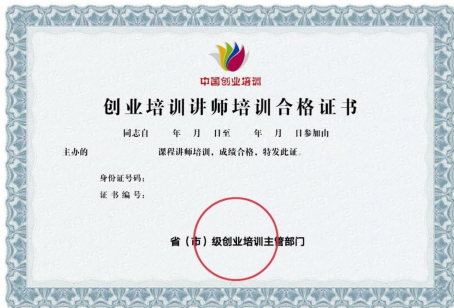 中国创业培训
创业培训讲师培训合格证书
同志自 年 月 日至 年 月 日参加由
主办的 课程讲师培训，成绩合格，特发此证。
身份证号码：
证书编号：
省（市）级创业培训主管部门